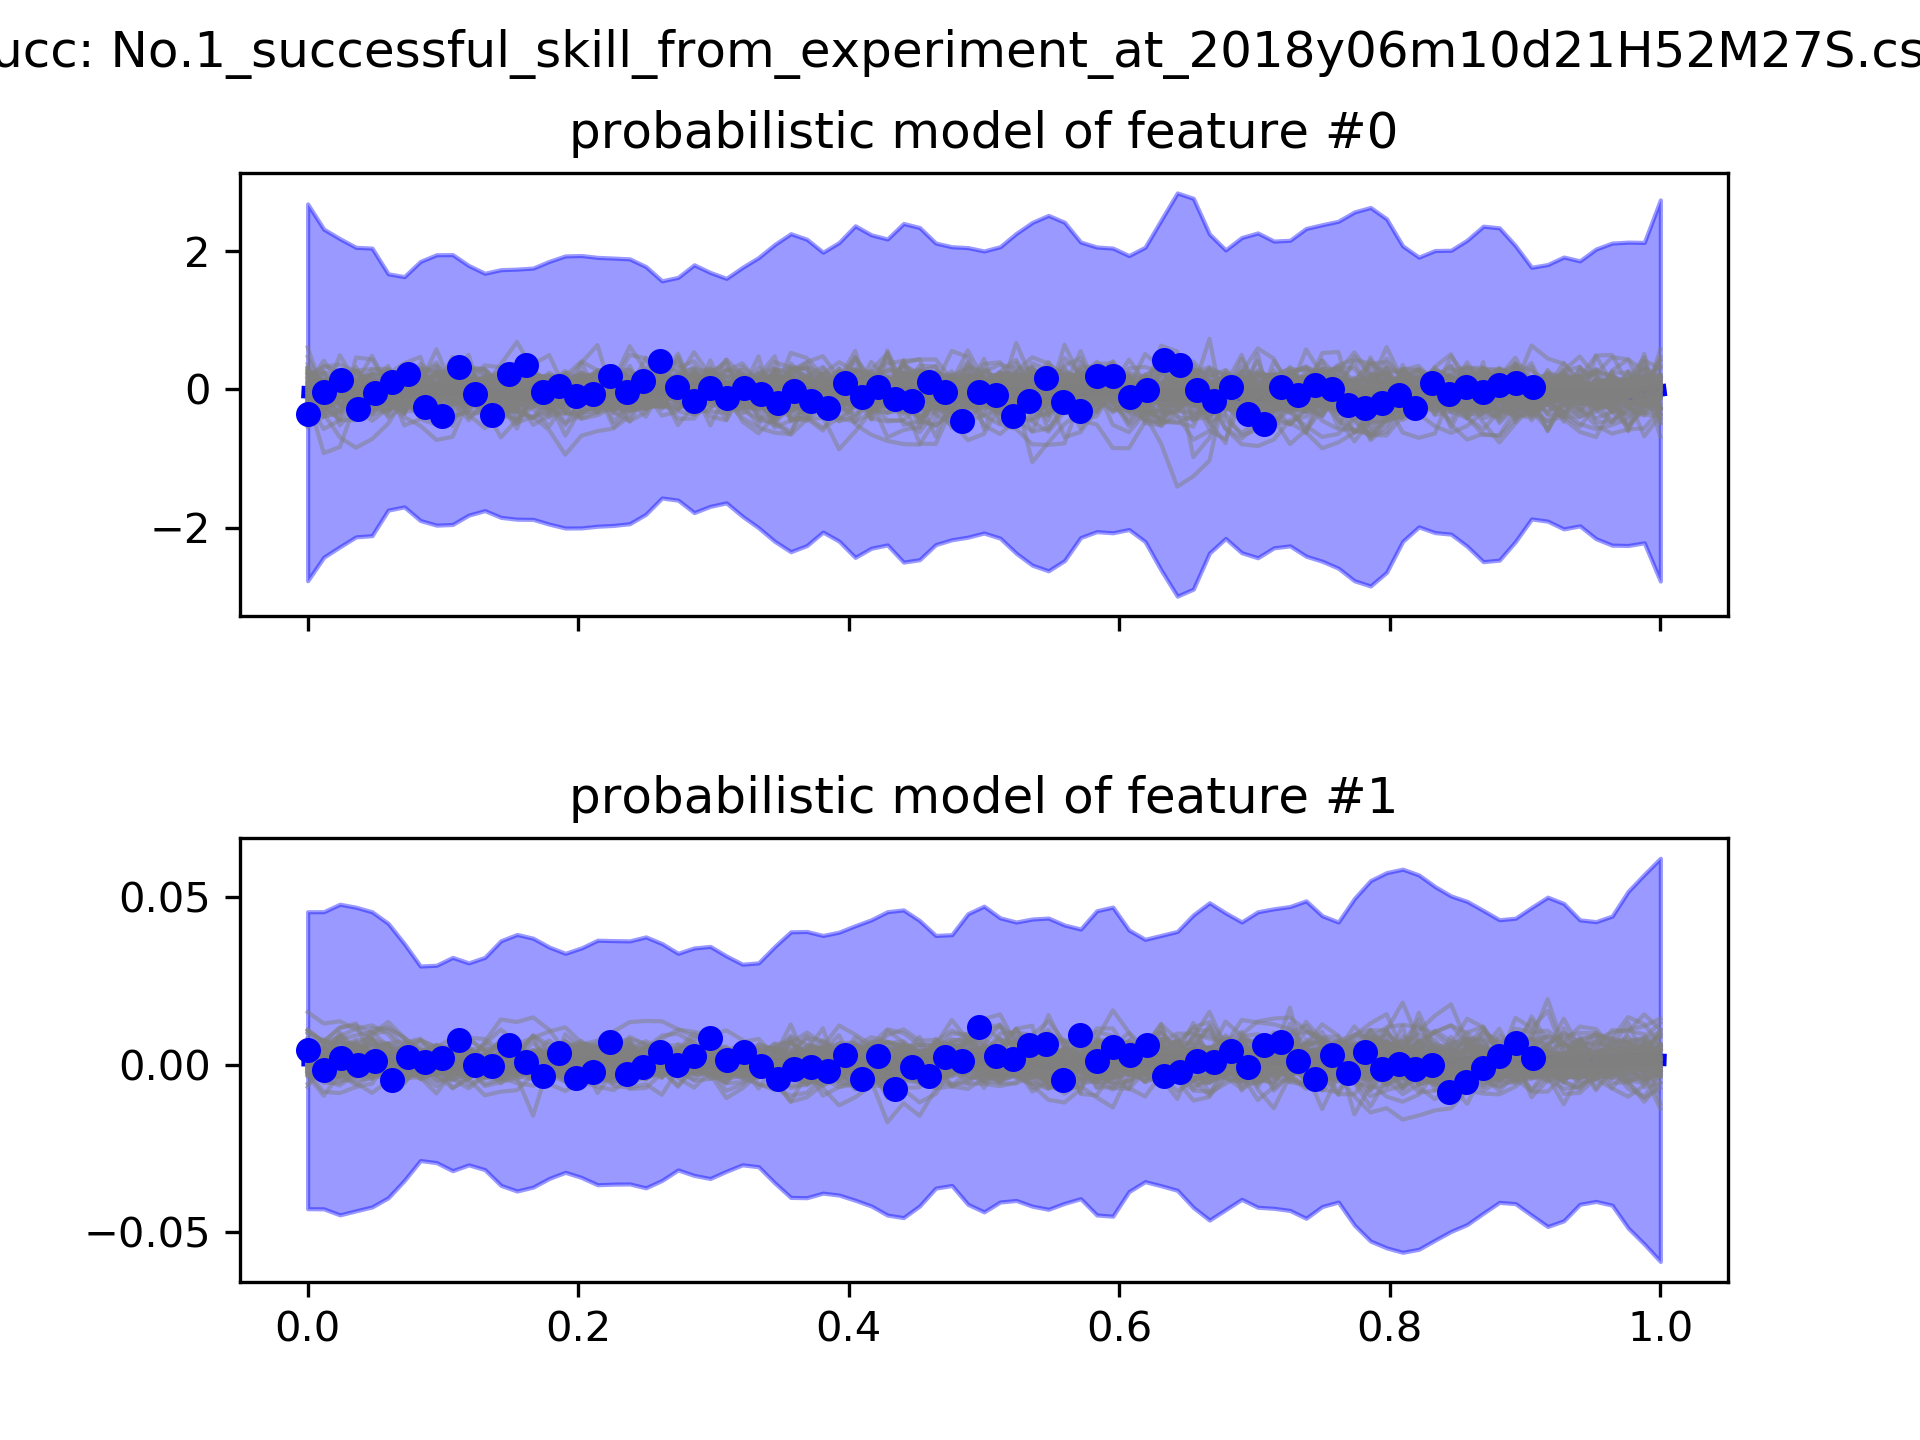 ucc: No.1_successful_skill_from_experiment_at_2018y06m10d21H52M27S.cs
probabilistic model of feature #0
2
0
−2
probabilistic model of feature #1
0.05
0.00
−0.05
0.0 0.2 0.4 0.6 0.8 1.0